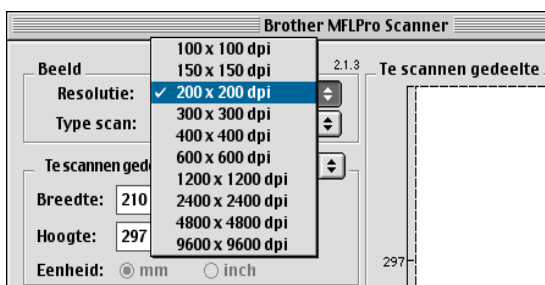 Brother MFLPro Scanner
Beeld
2.1.3
Te scannen gedeelte
Resolutie:
Type scan:
100 x 100 dpi
150 x 150 dpi
✓ 200 x 200 dpi
300 x 300 dpi
400 x 400 dpi
600 x 600 dpi
1200 x 1200 dpi
2400 x 2400 dpi
4800 x 4800 dpi
9600 x 9600 dpi
Te scannen
Breedte: 210
Hoogte: 297
Eenheid: mm inch
297